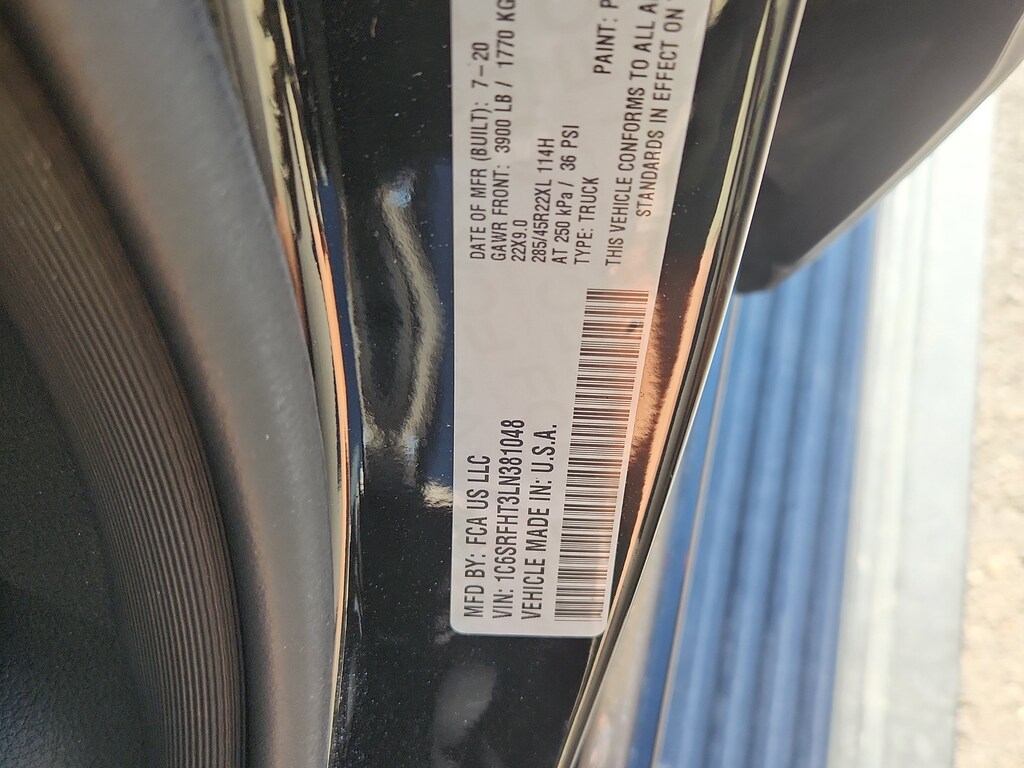 MFD BY: FCA US LLC
DATE OF MFR (BUILT): 7-20
VIN: 1C6SRFHT3LN381048
GAWR FRONT: 3900 LB / 1770 KG
VEHICLE MADE IN: U.S.A.
22X9.0
285/45R22XL 114H
AT 250 kPa / 36 PSI
TYPE: TRUCK
PAINT: P
THIS VEHICLE CONFORMS TO ALL A
STANDARDS IN EFFECT ON